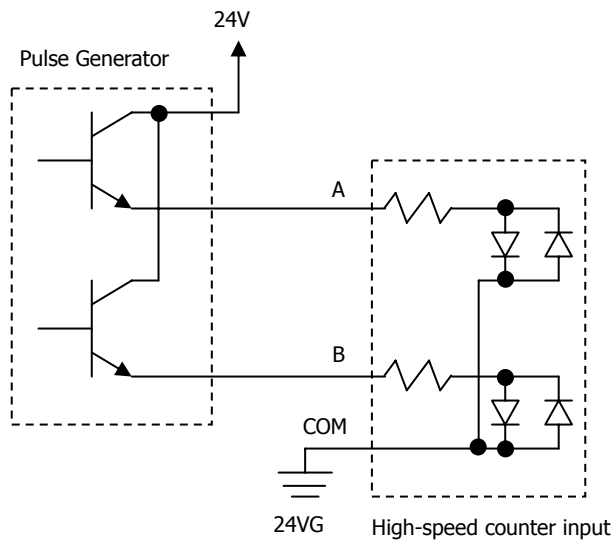 24V
Pulse Generator
A
B
COM
24VG
High-speed counter input